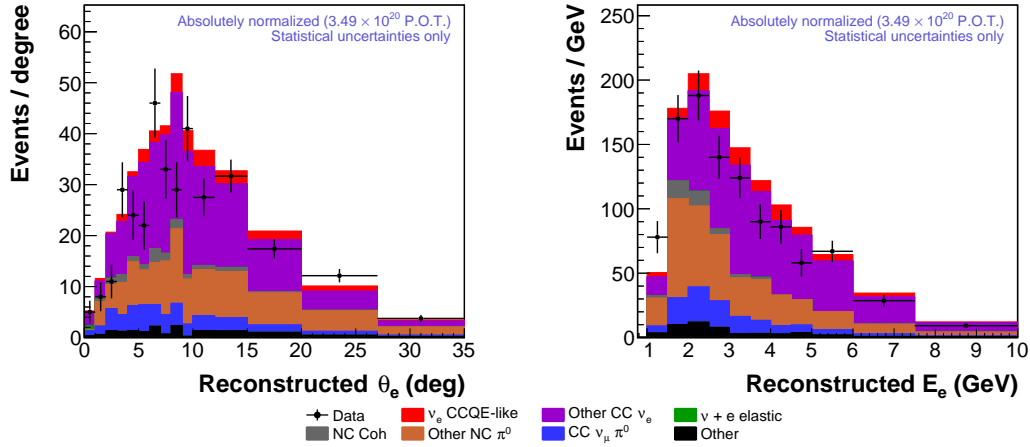 Absolutely normalized (3.49 × 10²⁰ P.O.T.)
Statistical uncertainties only
Events / degree
0
10
20
30
40
50
60
0 5 10 15 20 25 30 35
Reconstructed θₑ (deg)
Absolutely normalized (3.49 × 10²⁰ P.O.T.)
Statistical uncertainties only
Events / GeV
0
50
100
150
200
250
1 2 3 4 5 6 7 8 9 10
Reconstructed Eₑ (GeV)
Data νₑ CCQE-like Other CC νₑ ν + e elastic
NC Coh Other NC π⁰ CC ν_μ π⁰ Other